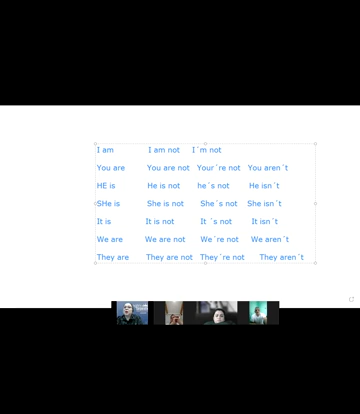 I am I am not I´m not
You are You are not Your´re not You aren´t
HE is He is not he´s not He isn´t
SHe is She is not She´s not She isn´t
It is It is not It ´s not It isn´t
We are We are not We´re not We aren´t
They are They are not They´re not They aren´t